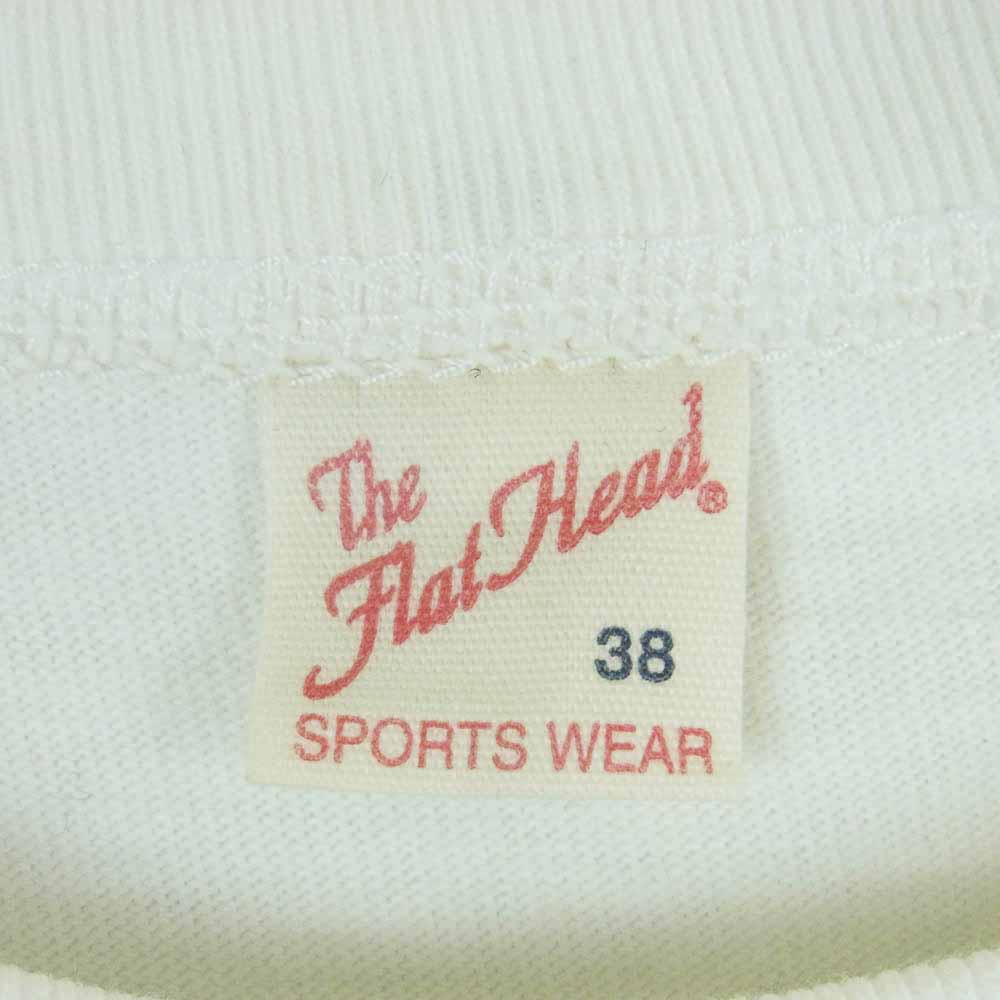 The
Flat Head®
38
SPORTS WEAR